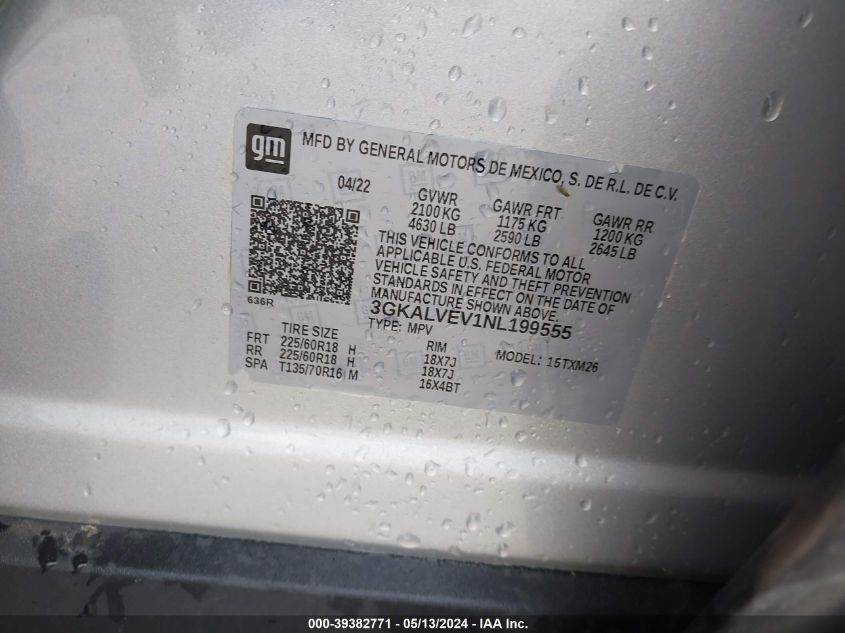 gm MFD BY GENERAL MOTORS DE MEXICO, S. DE R.L. DE C.V.
04/22 GVWR GAWR FRT GAWR RR
2100 KG 1175 KG 1200 KG
4630 LB 2590 LB 2645 LB
THIS VEHICLE CONFORMS TO ALL
APPLICABLE U.S. FEDERAL MOTOR
VEHICLE SAFETY AND THEFT PREVENTION
STANDARDS IN EFFECT ON THE DATE OF
MANUFACTURE SHOWN ABOVE.
636R 3GKALVEV1NL199555
TYPE: MPV
TIRE SIZE RIM MODEL: 15TXM26
FRT 225/60R18 H 18X7J
RR 225/60R18 H 18X7J
SPA T135/70R16 M 16X4BT
000-39382771 - 05/13/2024 - IAA Inc.